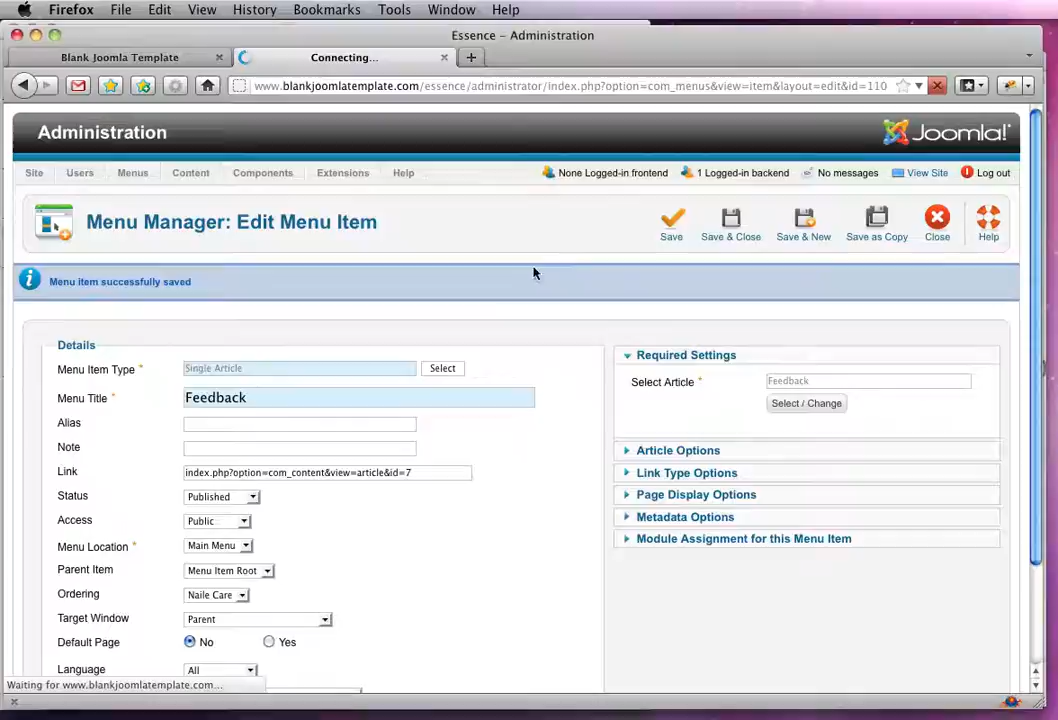 Firefox File Edit View History Bookmarks Tools Window Help
Essence – Administration
Blank Joomla Template
Connecting...
www.blankjoomlatemplate.com/essence/administrator/index.php?option=com_menus&view=item&layout=edit&id=110
Administration
Joomla!
Site Users Menus Content Components Extensions Help
None Logged-in frontend 1 Logged-in backend No messages View Site Log out
Menu Manager: Edit Menu Item
Save Save & Close Save & New Save as Copy Close Help
Menu item successfully saved
Details
Menu Item Type * Single Article Select
Menu Title * Feedback
Alias
Note
Link index.php?option=com_content&view=article&id=7
Status Published
Access Public
Menu Location * Main Menu
Parent Item Menu Item Root
Ordering Naile Care
Target Window Parent
Default Page No Yes
Language All
Required Settings
Select Article * Feedback
Select / Change
Article Options
Link Type Options
Page Display Options
Metadata Options
Module Assignment for this Menu Item
Waiting for www.blankjoomlatemplate.com...